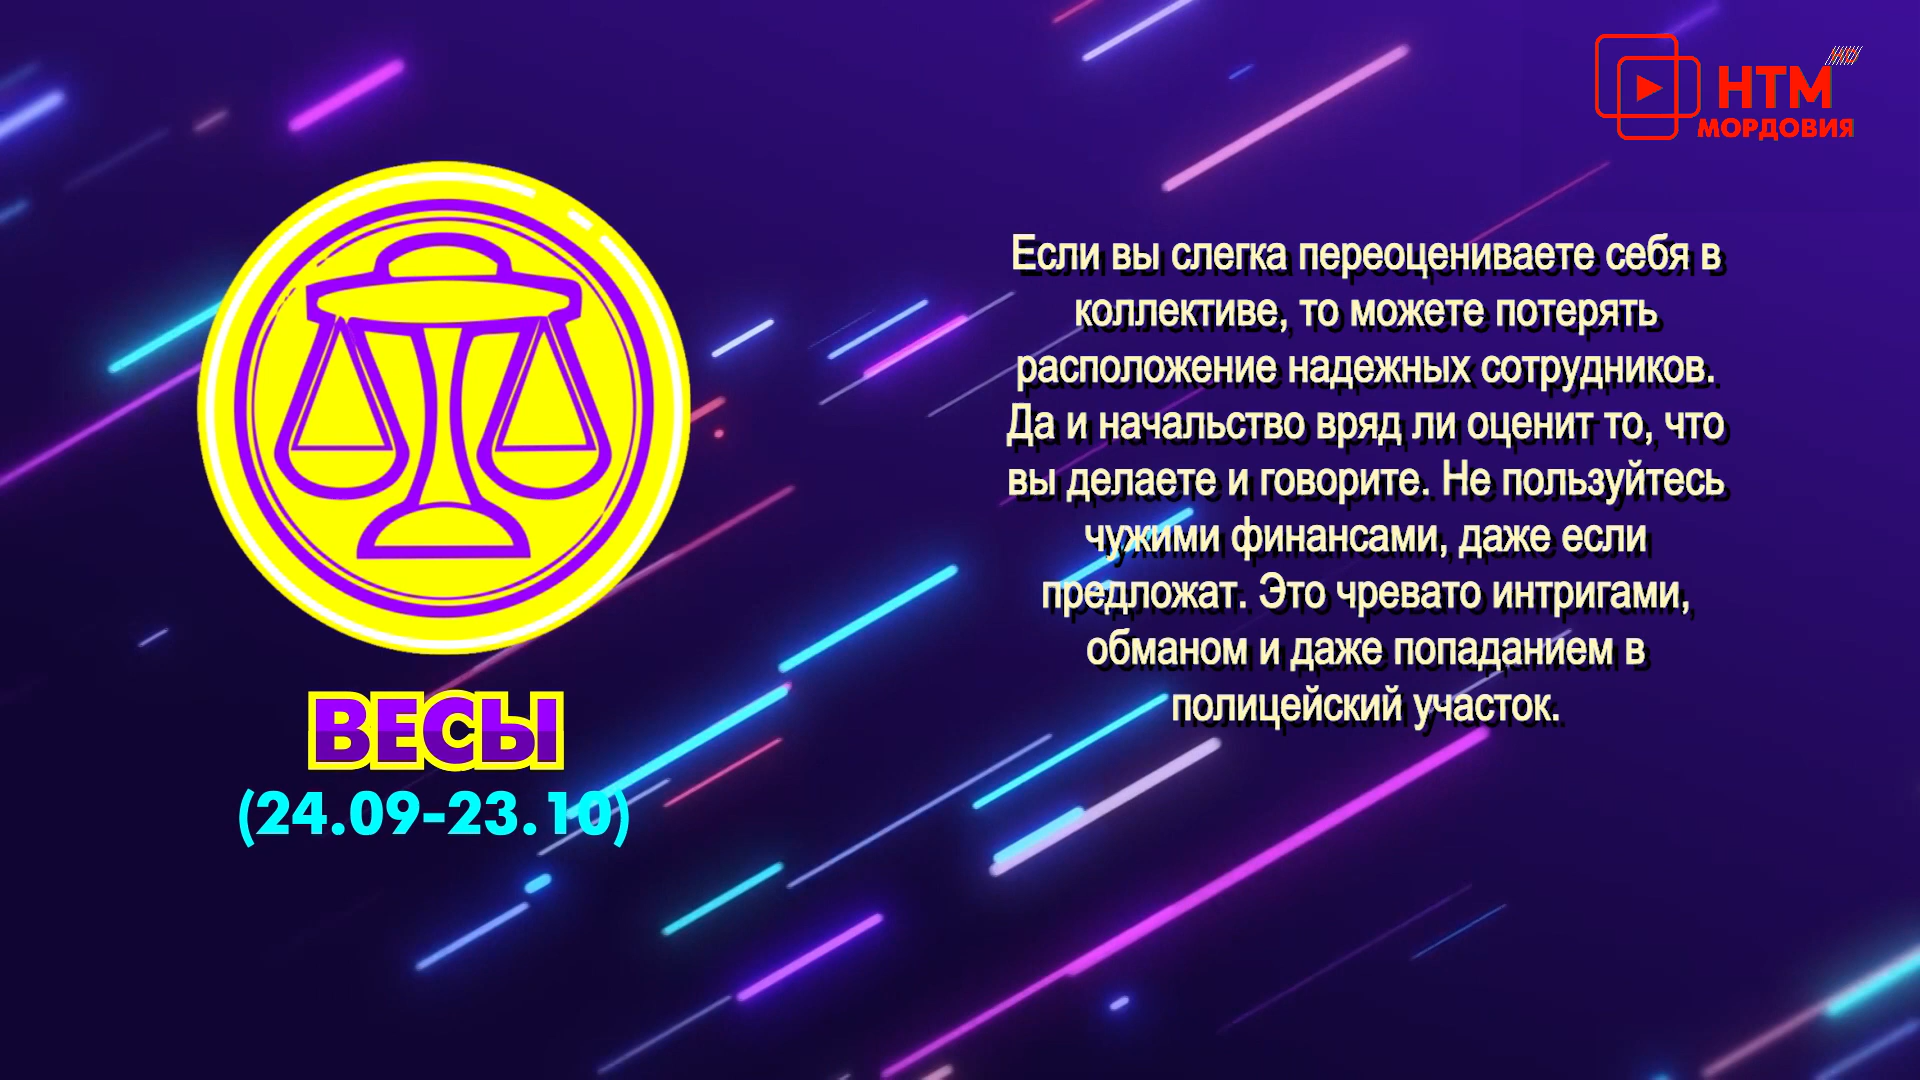 НТМ
МОРДОВИЯ
Если вы слегка переоцениваете себя в
коллективе, то можете потерять
расположение надежных сотрудников.
Да и начальство вряд ли оценит то, что
вы делаете и говорите. Не пользуйтесь
чужими финансами, даже если
предложат. Это чревато интригами,
обманом и даже попаданием в
полицейский участок.
ВЕСЫ
(24.09-23.10)